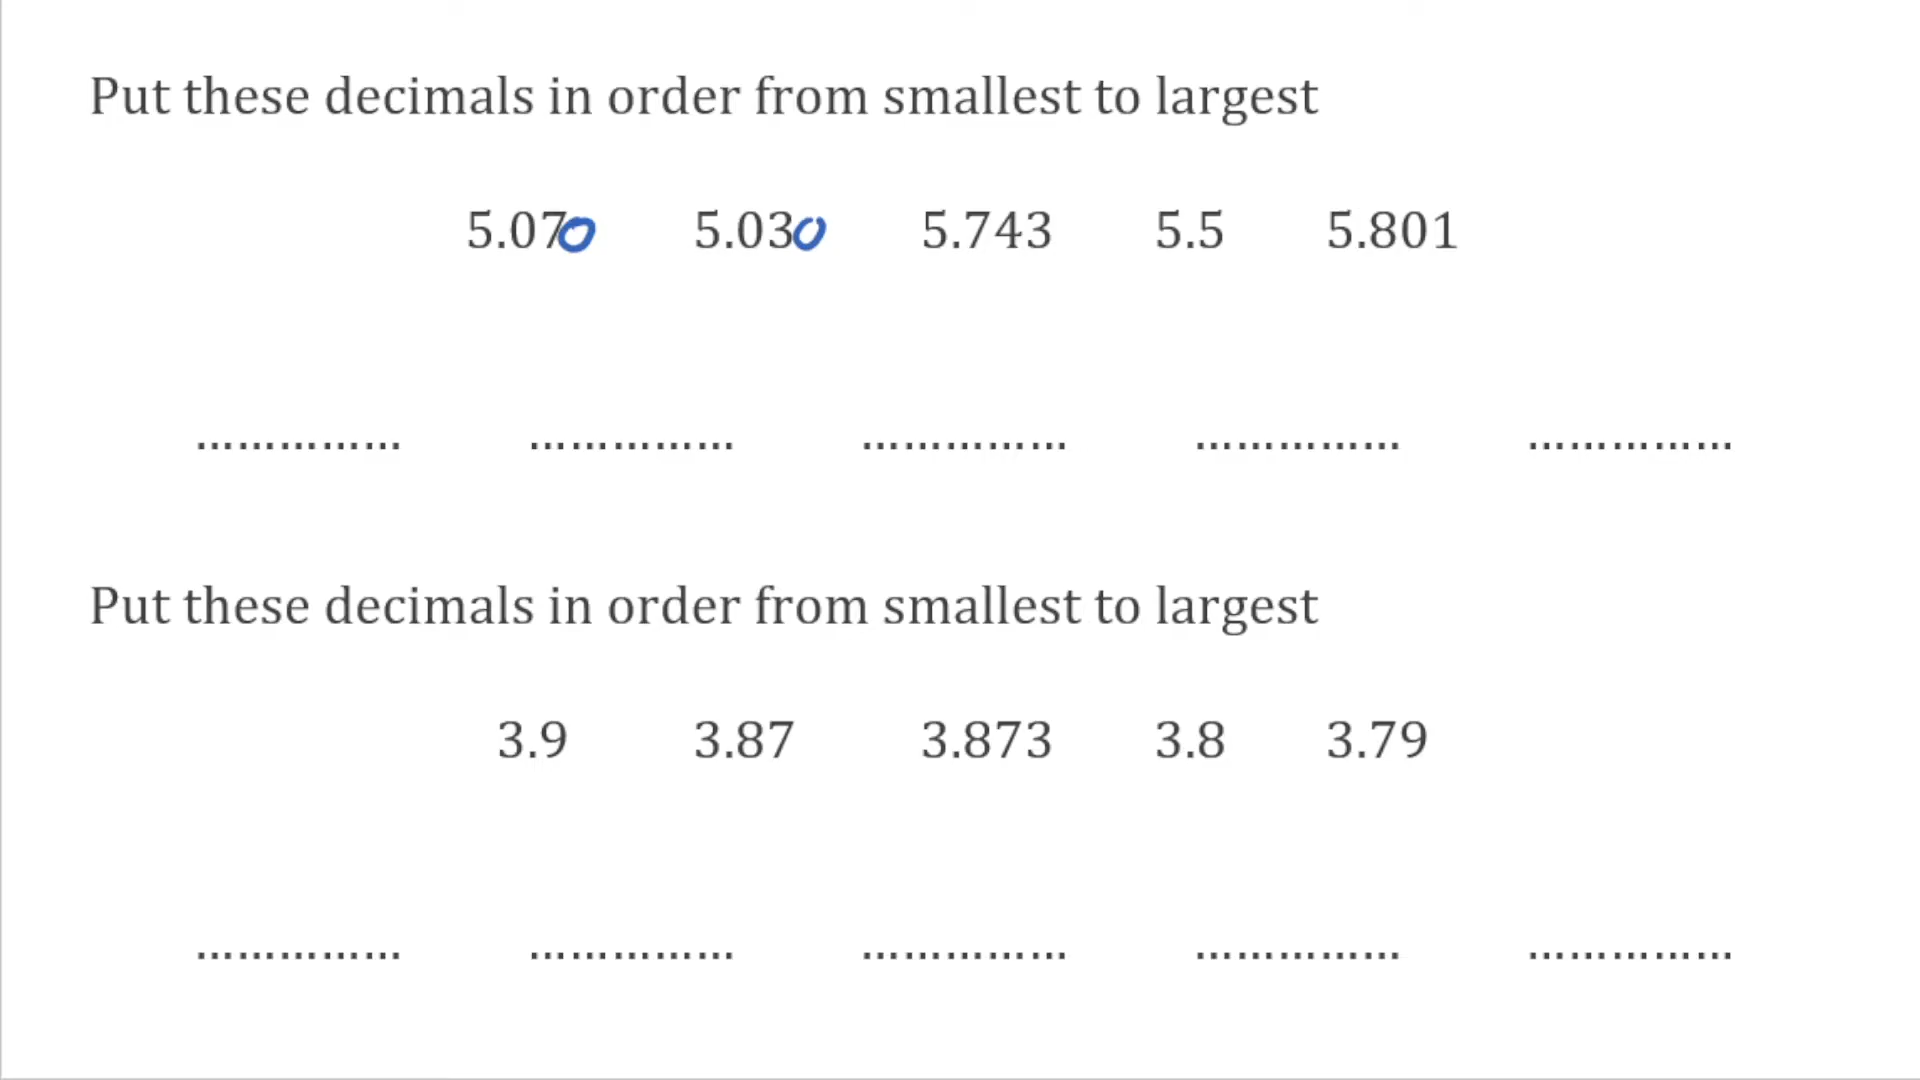 Put these decimals in order from smallest to largest
5.070 5.030 5.743 5.5 5.801
…………… …………… …………… …………… ……………
Put these decimals in order from smallest to largest
3.9 3.87 3.873 3.8 3.79
…………… …………… …………… …………… ……………